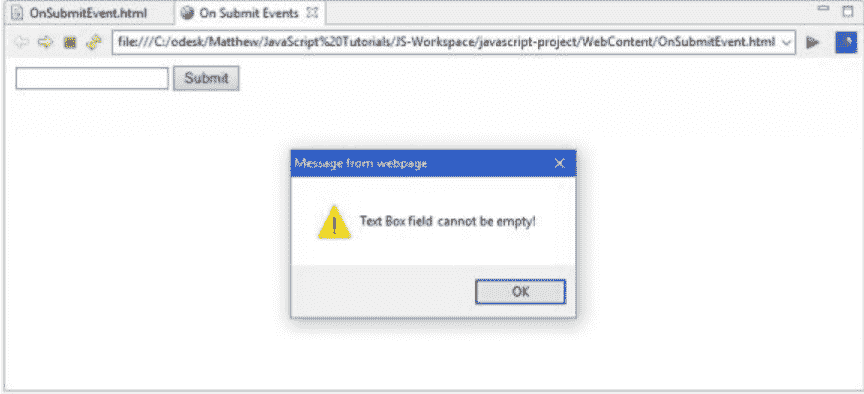 OnSubmitEvent.html
On Submit Events
file:///C:/odesk/Matthew/JavaScript%20Tutorials/JS-Workspace/javascript-project/WebContent/OnSubmitEvent.html
Submit
Message from webpage
Text Box field cannot be empty!
OK